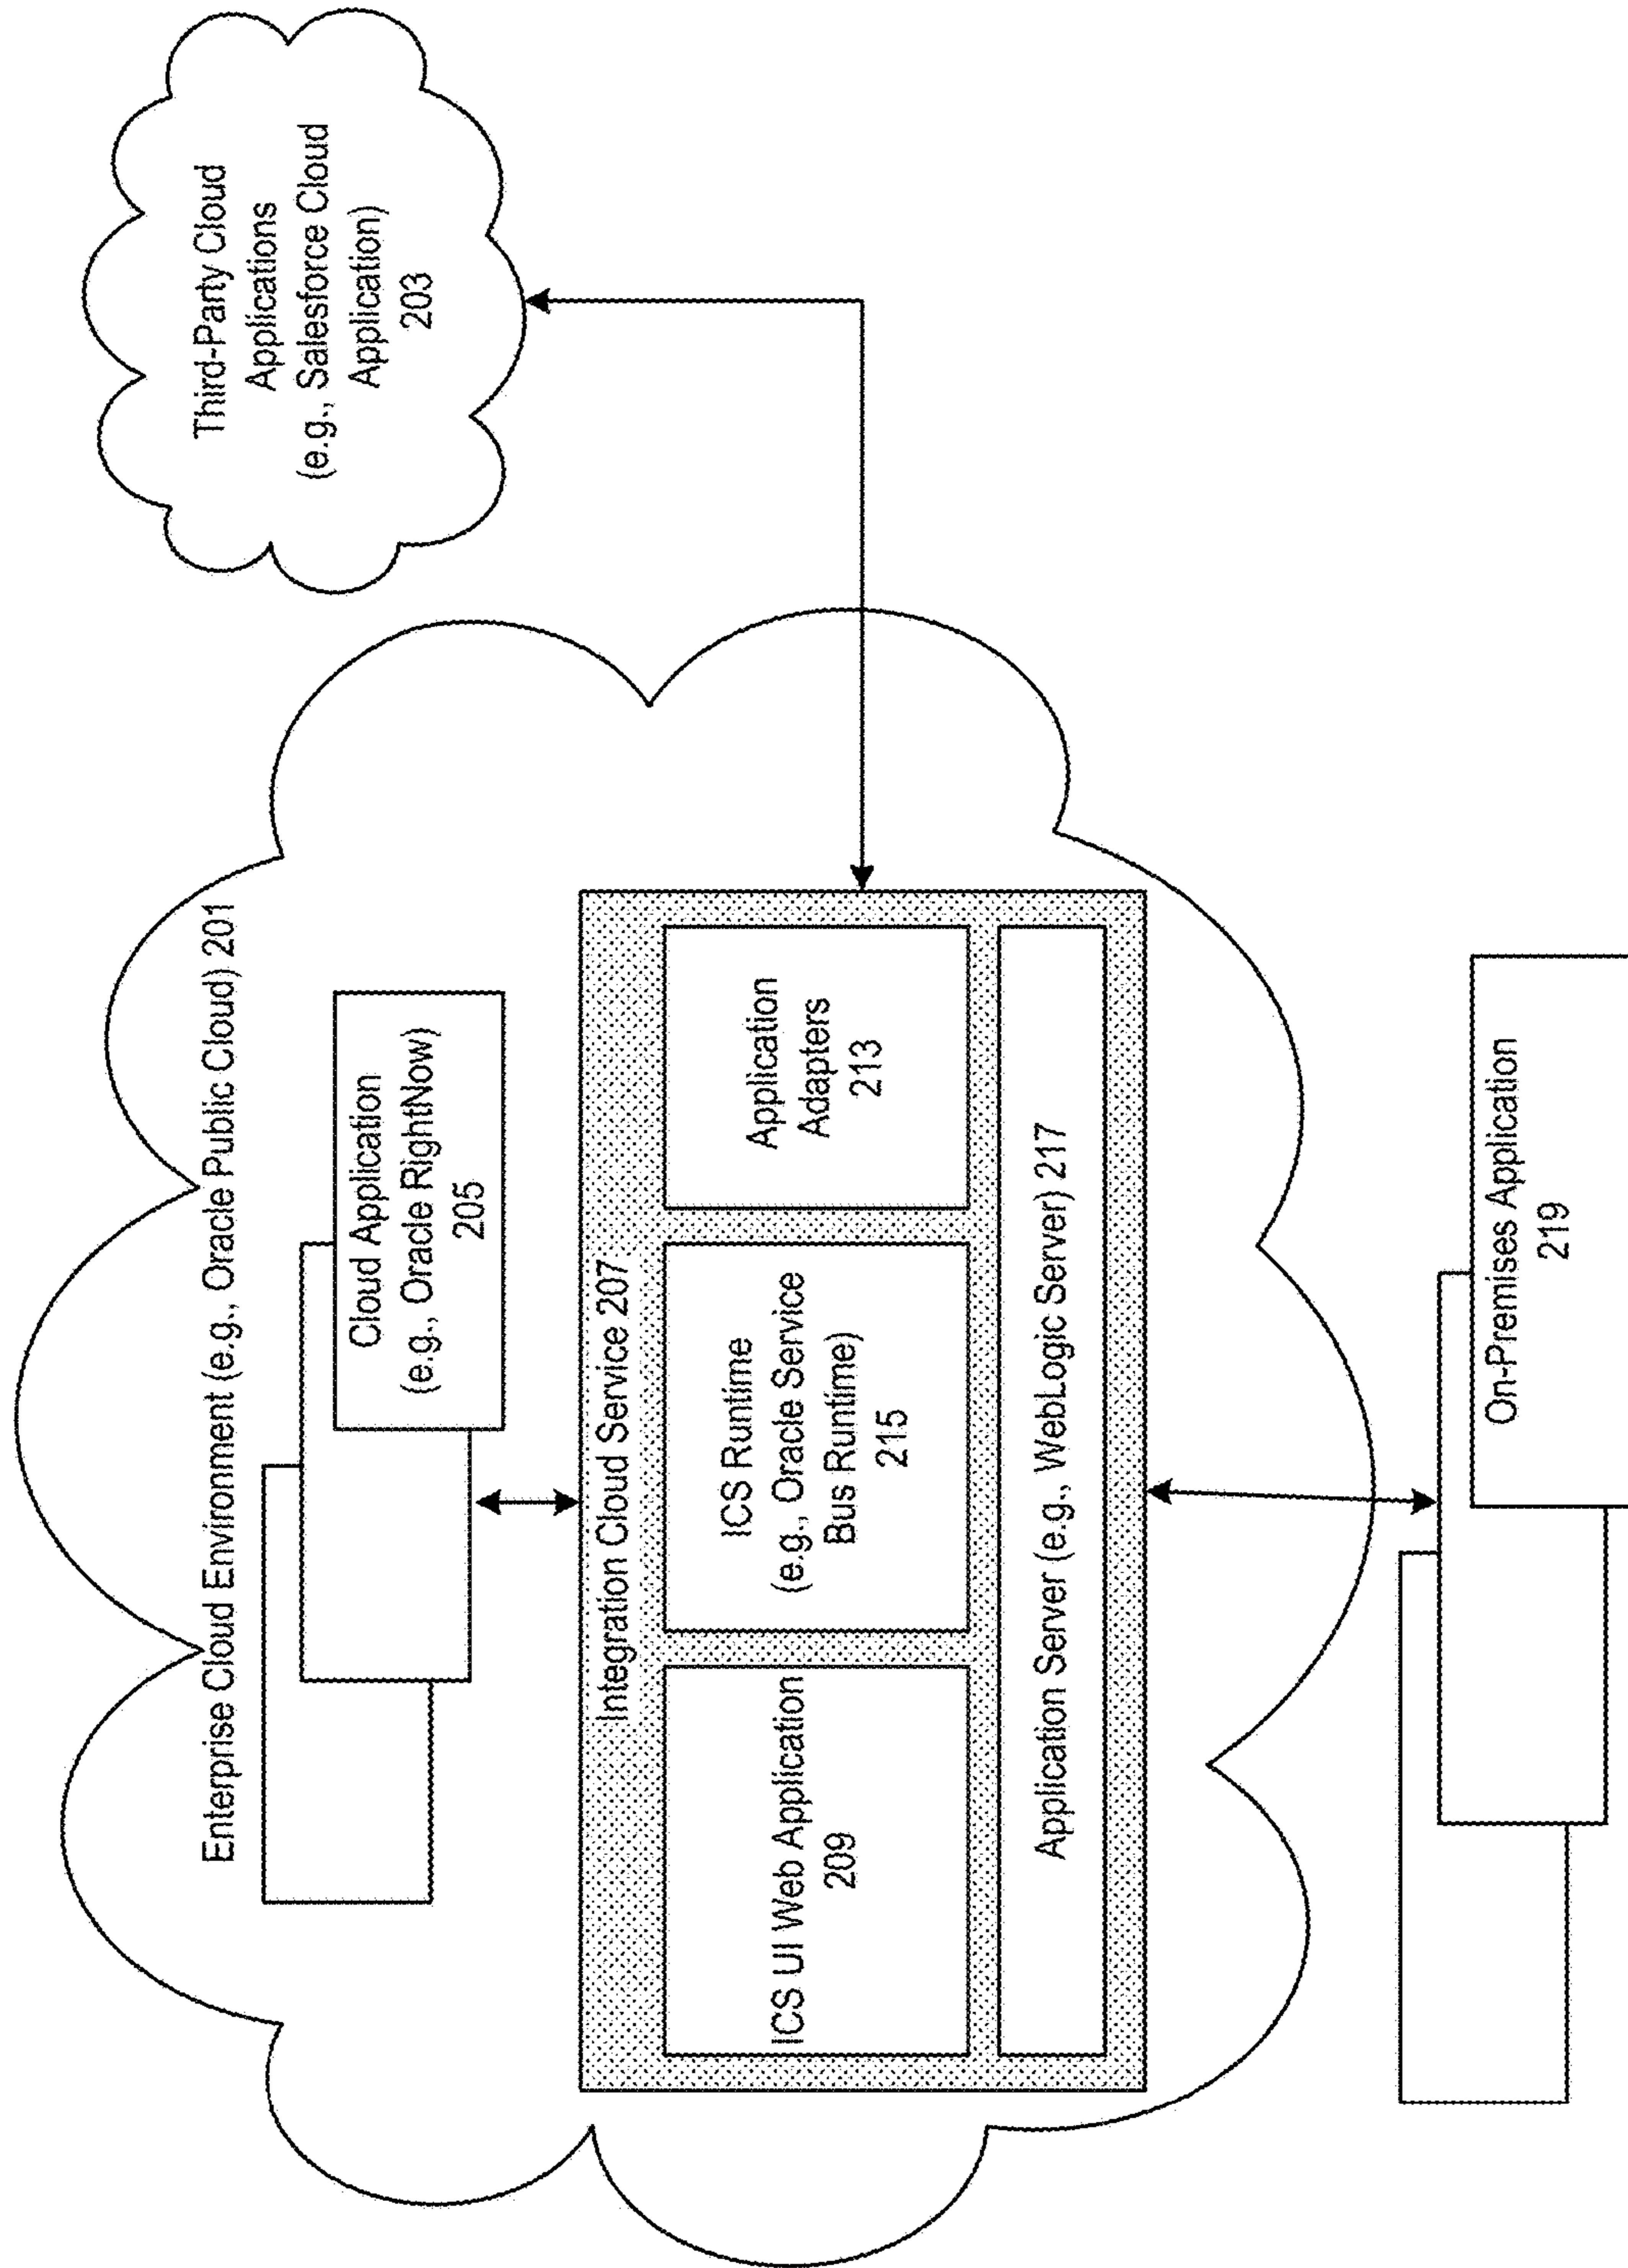 Enterprise Cloud Environment (e.g., Oracle Public Cloud) 201
Third-Party Cloud
Applications
(e.g., Salesforce Cloud
Application)
203
Cloud Application
(e.g., Oracle RightNow)
205
Integration Cloud Service 207
ICS UI Web Application
209
ICS Runtime
(e.g., Oracle Service
Bus Runtime)
215
Application
Adapters
213
Application Server (e.g., WebLogic Server) 217
On-Premises Application
219